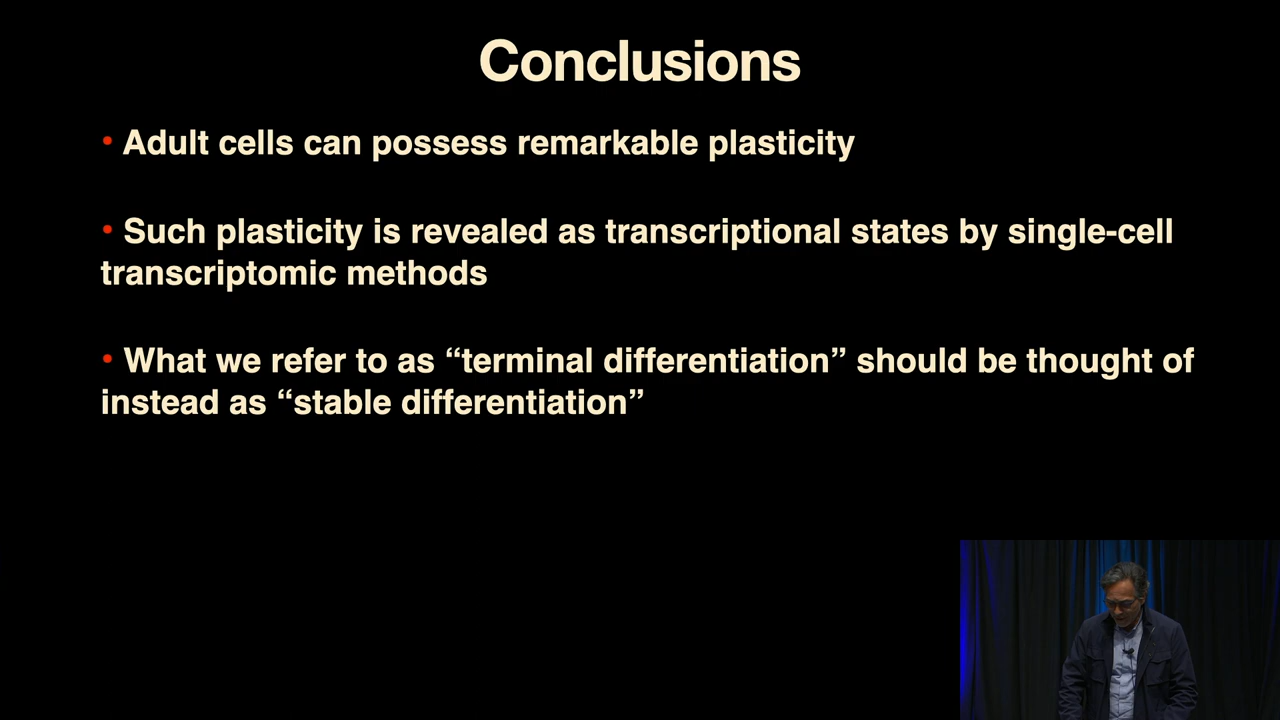 Conclusions
• Adult cells can possess remarkable plasticity
• Such plasticity is revealed as transcriptional states by single-cell
transcriptomic methods
• What we refer to as “terminal differentiation” should be thought of
instead as “stable differentiation”